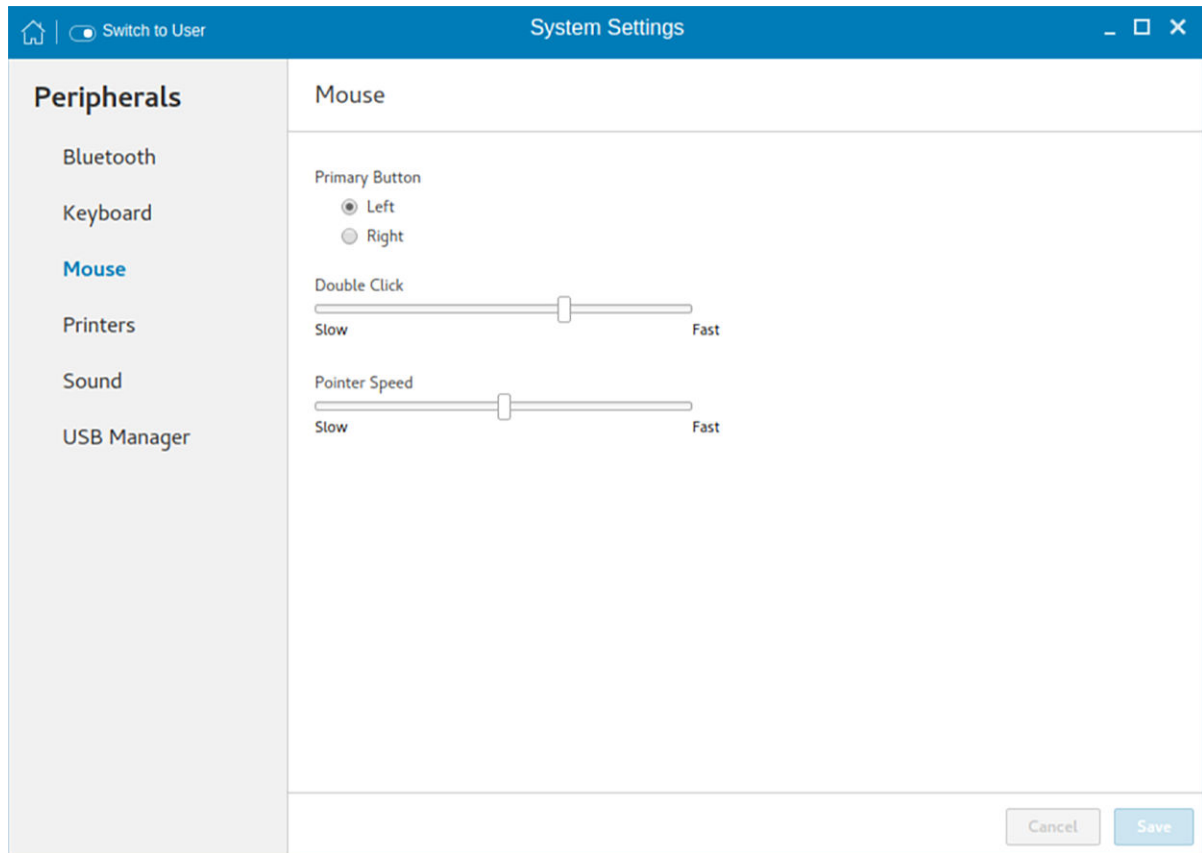 Switch to User
System Settings
Peripherals
Bluetooth
Keyboard
Mouse
Printers
Sound
USB Manager
Mouse
Primary Button
Left
Right
Double Click
Slow Fast
Pointer Speed
Slow Fast
Cancel Save